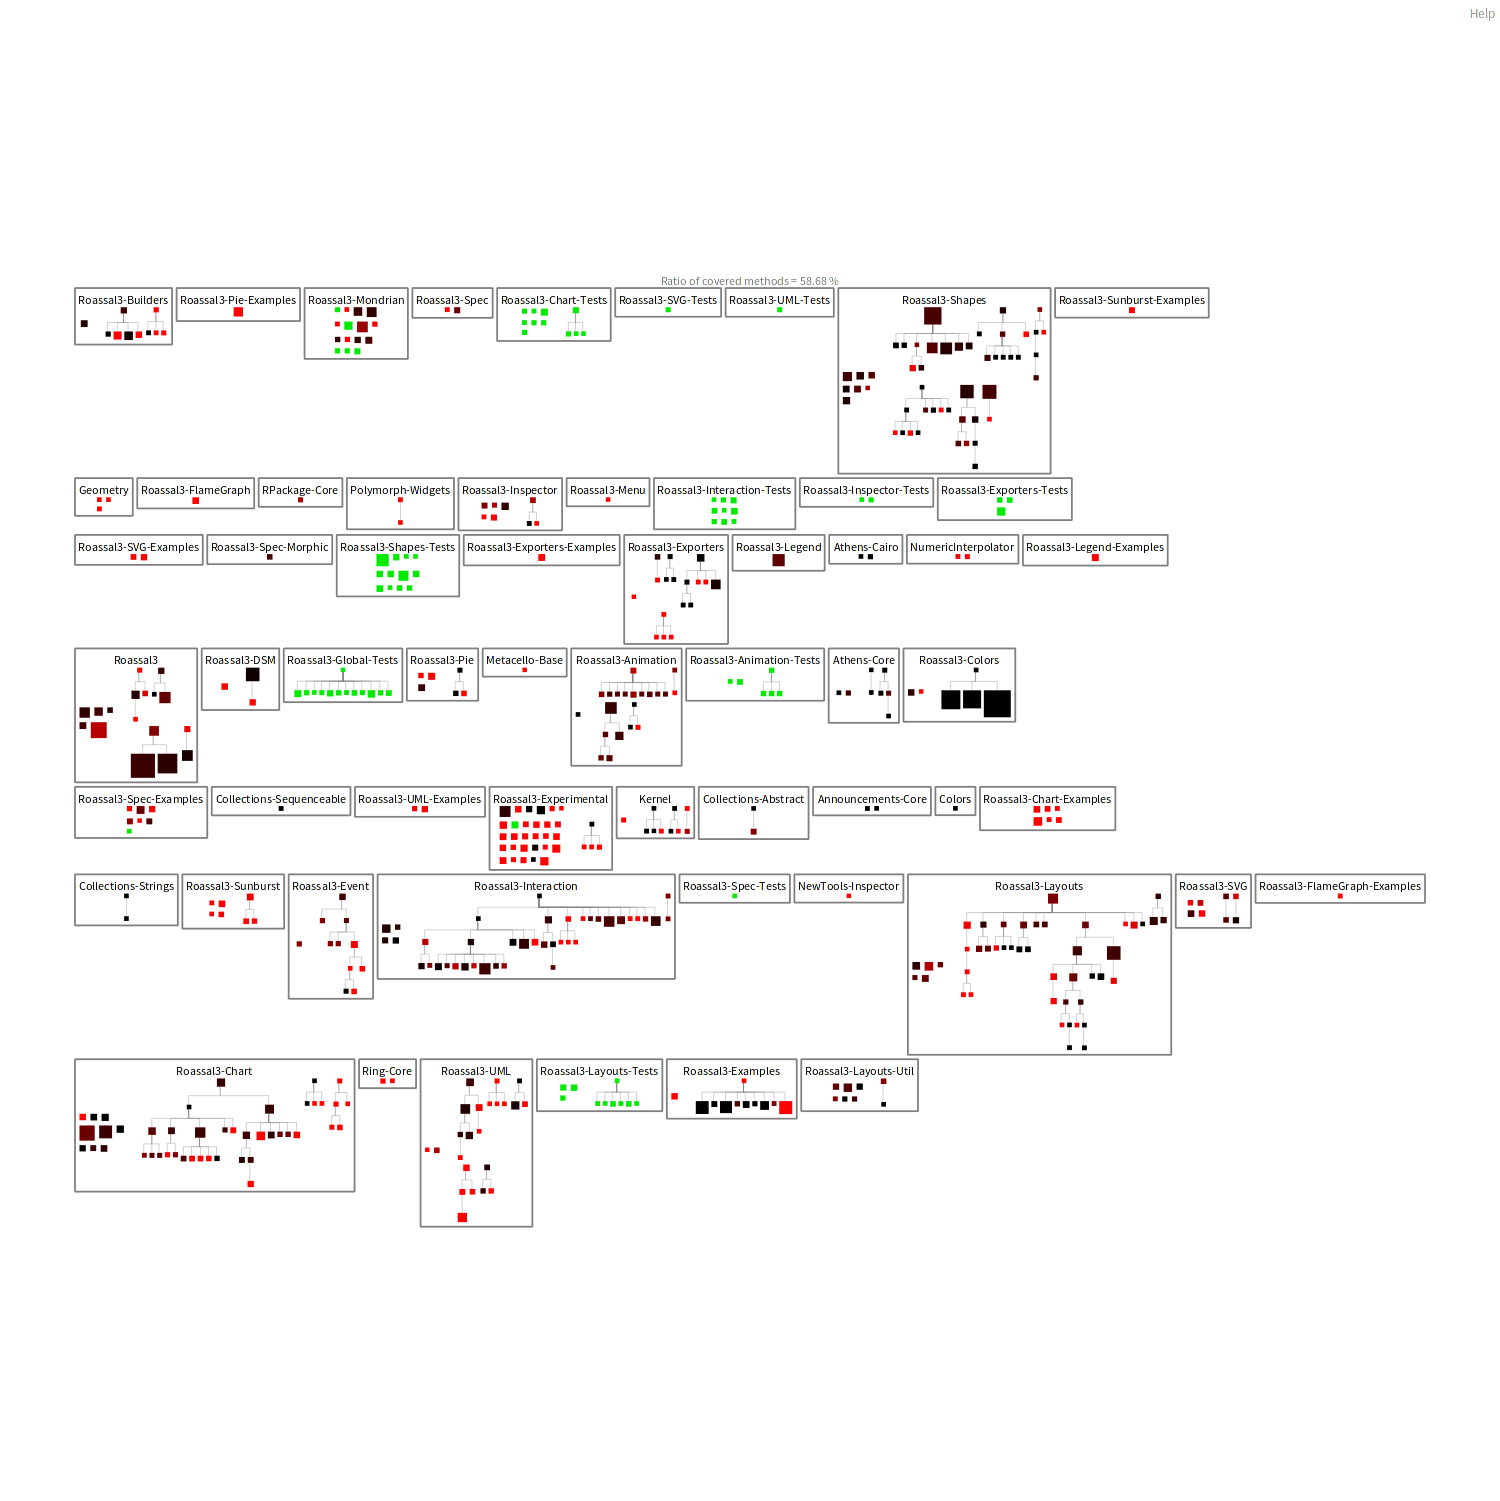 Help
Ratio of covered methods = 58.68 %
Roassal3-Builders
Roassal3-Pie-Examples
Roassal3-Mondrian
Roassal3-Spec
Roassal3-Chart-Tests
Roassal3-SVG-Tests
Roassal3-UML-Tests
Roassal3-Shapes
Roassal3-Sunburst-Examples
Geometry
Roassal3-FlameGraph
RPackage-Core
Polymorph-Widgets
Roassal3-Inspector
Roassal3-Menu
Roassal3-Interaction-Tests
Roassal3-Inspector-Tests
Roassal3-Exporters-Tests
Roassal3-SVG-Examples
Roassal3-Spec-Morphic
Roassal3-Shapes-Tests
Roassal3-Exporters-Examples
Roassal3-Exporters
Roassal3-Legend
Athens-Cairo
NumericInterpolator
Roassal3-Legend-Examples
Roassal3
Roassal3-DSM
Roassal3-Global-Tests
Roassal3-Pie
Metacello-Base
Roassal3-Animation
Roassal3-Animation-Tests
Athens-Core
Roassal3-Colors
Roassal3-Spec-Examples
Collections-Sequenceable
Roassal3-UML-Examples
Roassal3-Experimental
Kernel
Collections-Abstract
Announcements-Core
Colors
Roassal3-Chart-Examples
Collections-Strings
Roassal3-Sunburst
Roassal3-Event
Roassal3-Interaction
Roassal3-Spec-Tests
NewTools-Inspector
Roassal3-Layouts
Roassal3-SVG
Roassal3-FlameGraph-Examples
Roassal3-Chart
Ring-Core
Roassal3-UML
Roassal3-Layouts-Tests
Roassal3-Examples
Roassal3-Layouts-Util